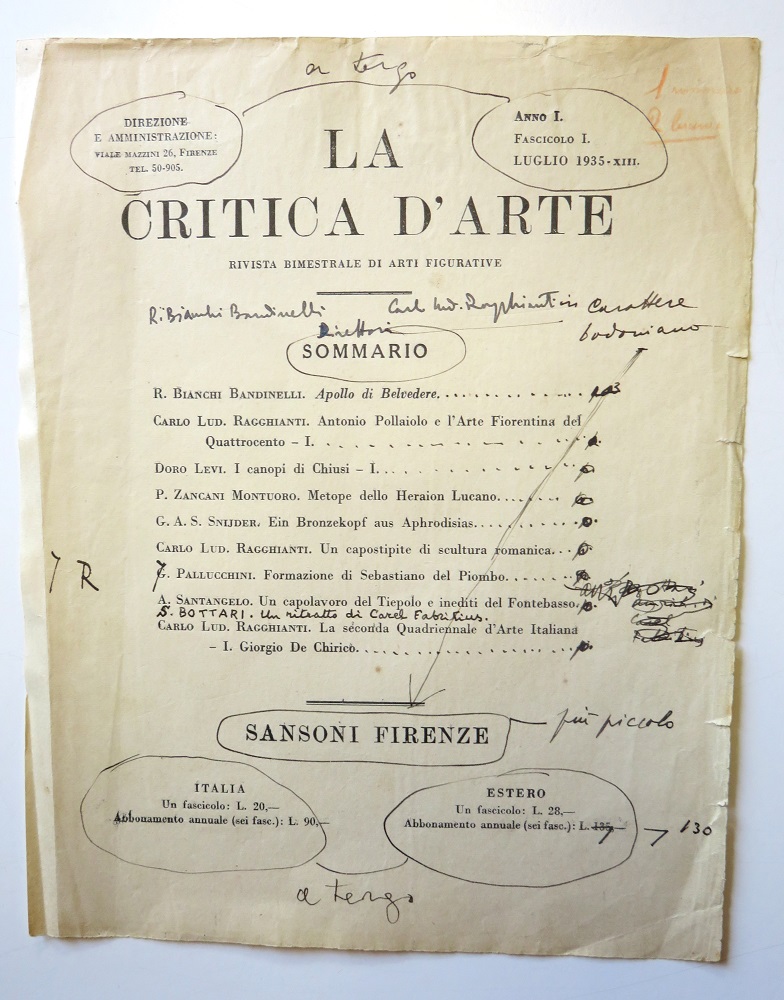 a tergo
DIREZIONE
E AMMINISTRAZIONE:
VIALE MAZZINI 26, FIRENZE
TEL. 50-905.
ANNO I.
FASCICOLO I.
LUGLIO 1935-XIII.
1
2
LA
CRITICA D'ARTE
RIVISTA BIMESTRALE DI ARTI FIGURATIVE
R. Bianchi Bandinelli Carlo Lud. Ragghianti
Direttori
carattere
bodoniano
SOMMARIO
R. BIANCHI BANDINELLI. Apollo di Belvedere. 3
CARLO LUD. RAGGHIANTI. Antonio Pollaiolo e l'Arte Fiorentina del
Quattrocento – I.
DORO LEVI. I canopi di Chiusi – I.
P. ZANCANI MONTUORO. Metope dello Heraion Lucano.
G. A. S. SNIJDER. Ein Bronzekopf aus Aphrodisias.
CARLO LUD. RAGGHIANTI. Un capostipite di scultura romanica.
R
G. PALLUCCHINI. Formazione di Sebastiano del Piombo.
A. SANTANGELO. Un capolavoro del Tiepolo e inediti del Fontebasso.
S. BOTTARI. Un ritratto di Carel Fabritius.
CARLO LUD. RAGGHIANTI. La seconda Quadriennale d'Arte Italiana
– I. Giorgio De Chirico.
SANSONI FIRENZE
più piccolo
ITALIA
Un fascicolo: L. 20,—
Abbonamento annuale (sei fasc.): L. 90,—
ESTERO
Un fascicolo: L. 28,—
Abbonamento annuale (sei fasc.): L. 135,—
130
a tergo